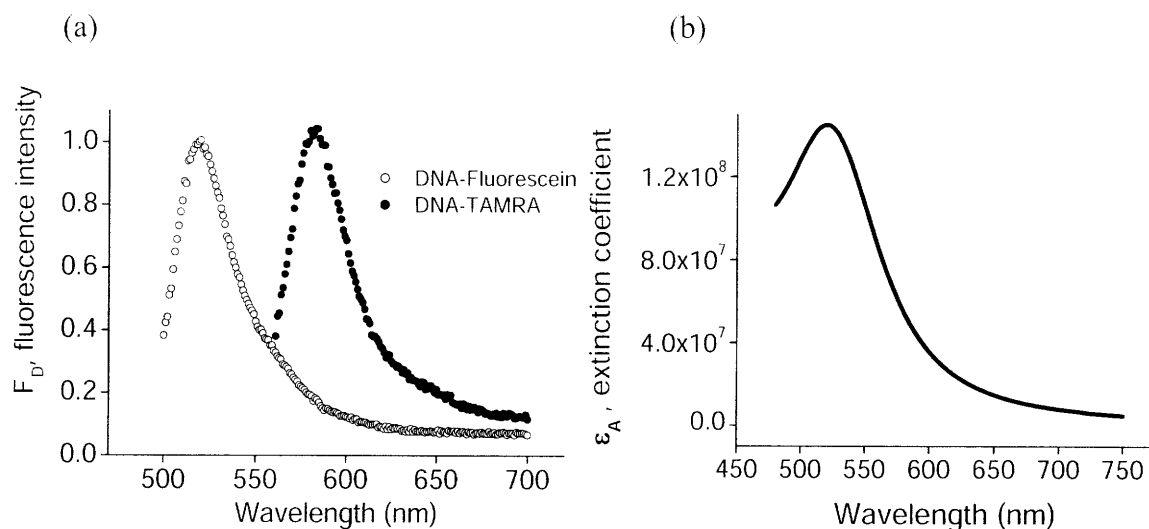 (a)
F_D, fluorescence intensity
1.0
0.8
0.6
0.4
0.2
0.0
DNA-Fluorescein
DNA-TAMRA
500 550 600 650 700
Wavelength (nm)
(b)
ε_A, extinction coefficient
1.2x10^8
8.0x10^7
4.0x10^7
0.0
450 500 550 600 650 700 750
Wavelength (nm)